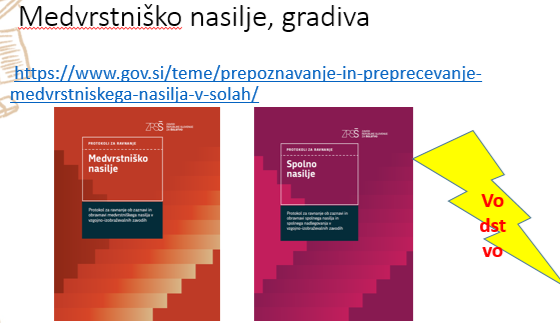 Medvrstniško nasilje, gradiva
https://www.gov.si/teme/prepoznavanje-in-preprecevanje-
medvrstniskega-nasilja-v-solah/
ZRSŠ
PROTOKOLI ZA RAVNANJE
Medvrstniško
nasilje
Protokol za ravnanje ob zaznavi in
obravnavi medvrstniškega nasilja v
vzgojno-izobraževalnih zavodih
ZRSŠ
PROTOKOLI ZA RAVNANJE
Spolno
nasilje
Protokol za ravnanje ob zaznavi in
obravnavi spolnega nasilja in
spolnega nadlegovanja v
vzgojno-izobraževalnih zavodih
Vo
dst
vo